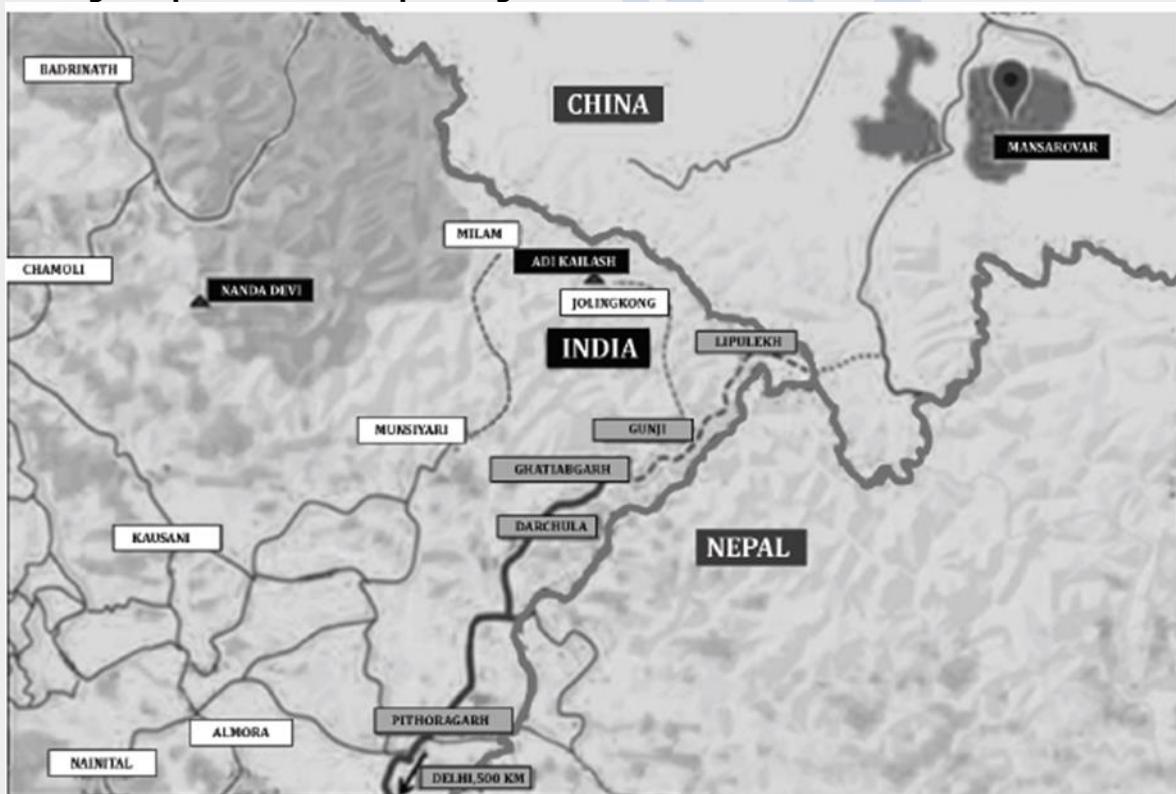 BADRINATH
CHINA
MANSAROVAR
MILAM
ADI KAILASH
CHAMOLI
NANDA DEVI
JOLINGKONG
INDIA
LIPULEKH
MUNSIYARI
GUNJI
GHATIABGARH
DARCHULA
KAUSANI
NEPAL
PITHORAGARH
ALMORA
NAINITAL
DELHI,500 KM